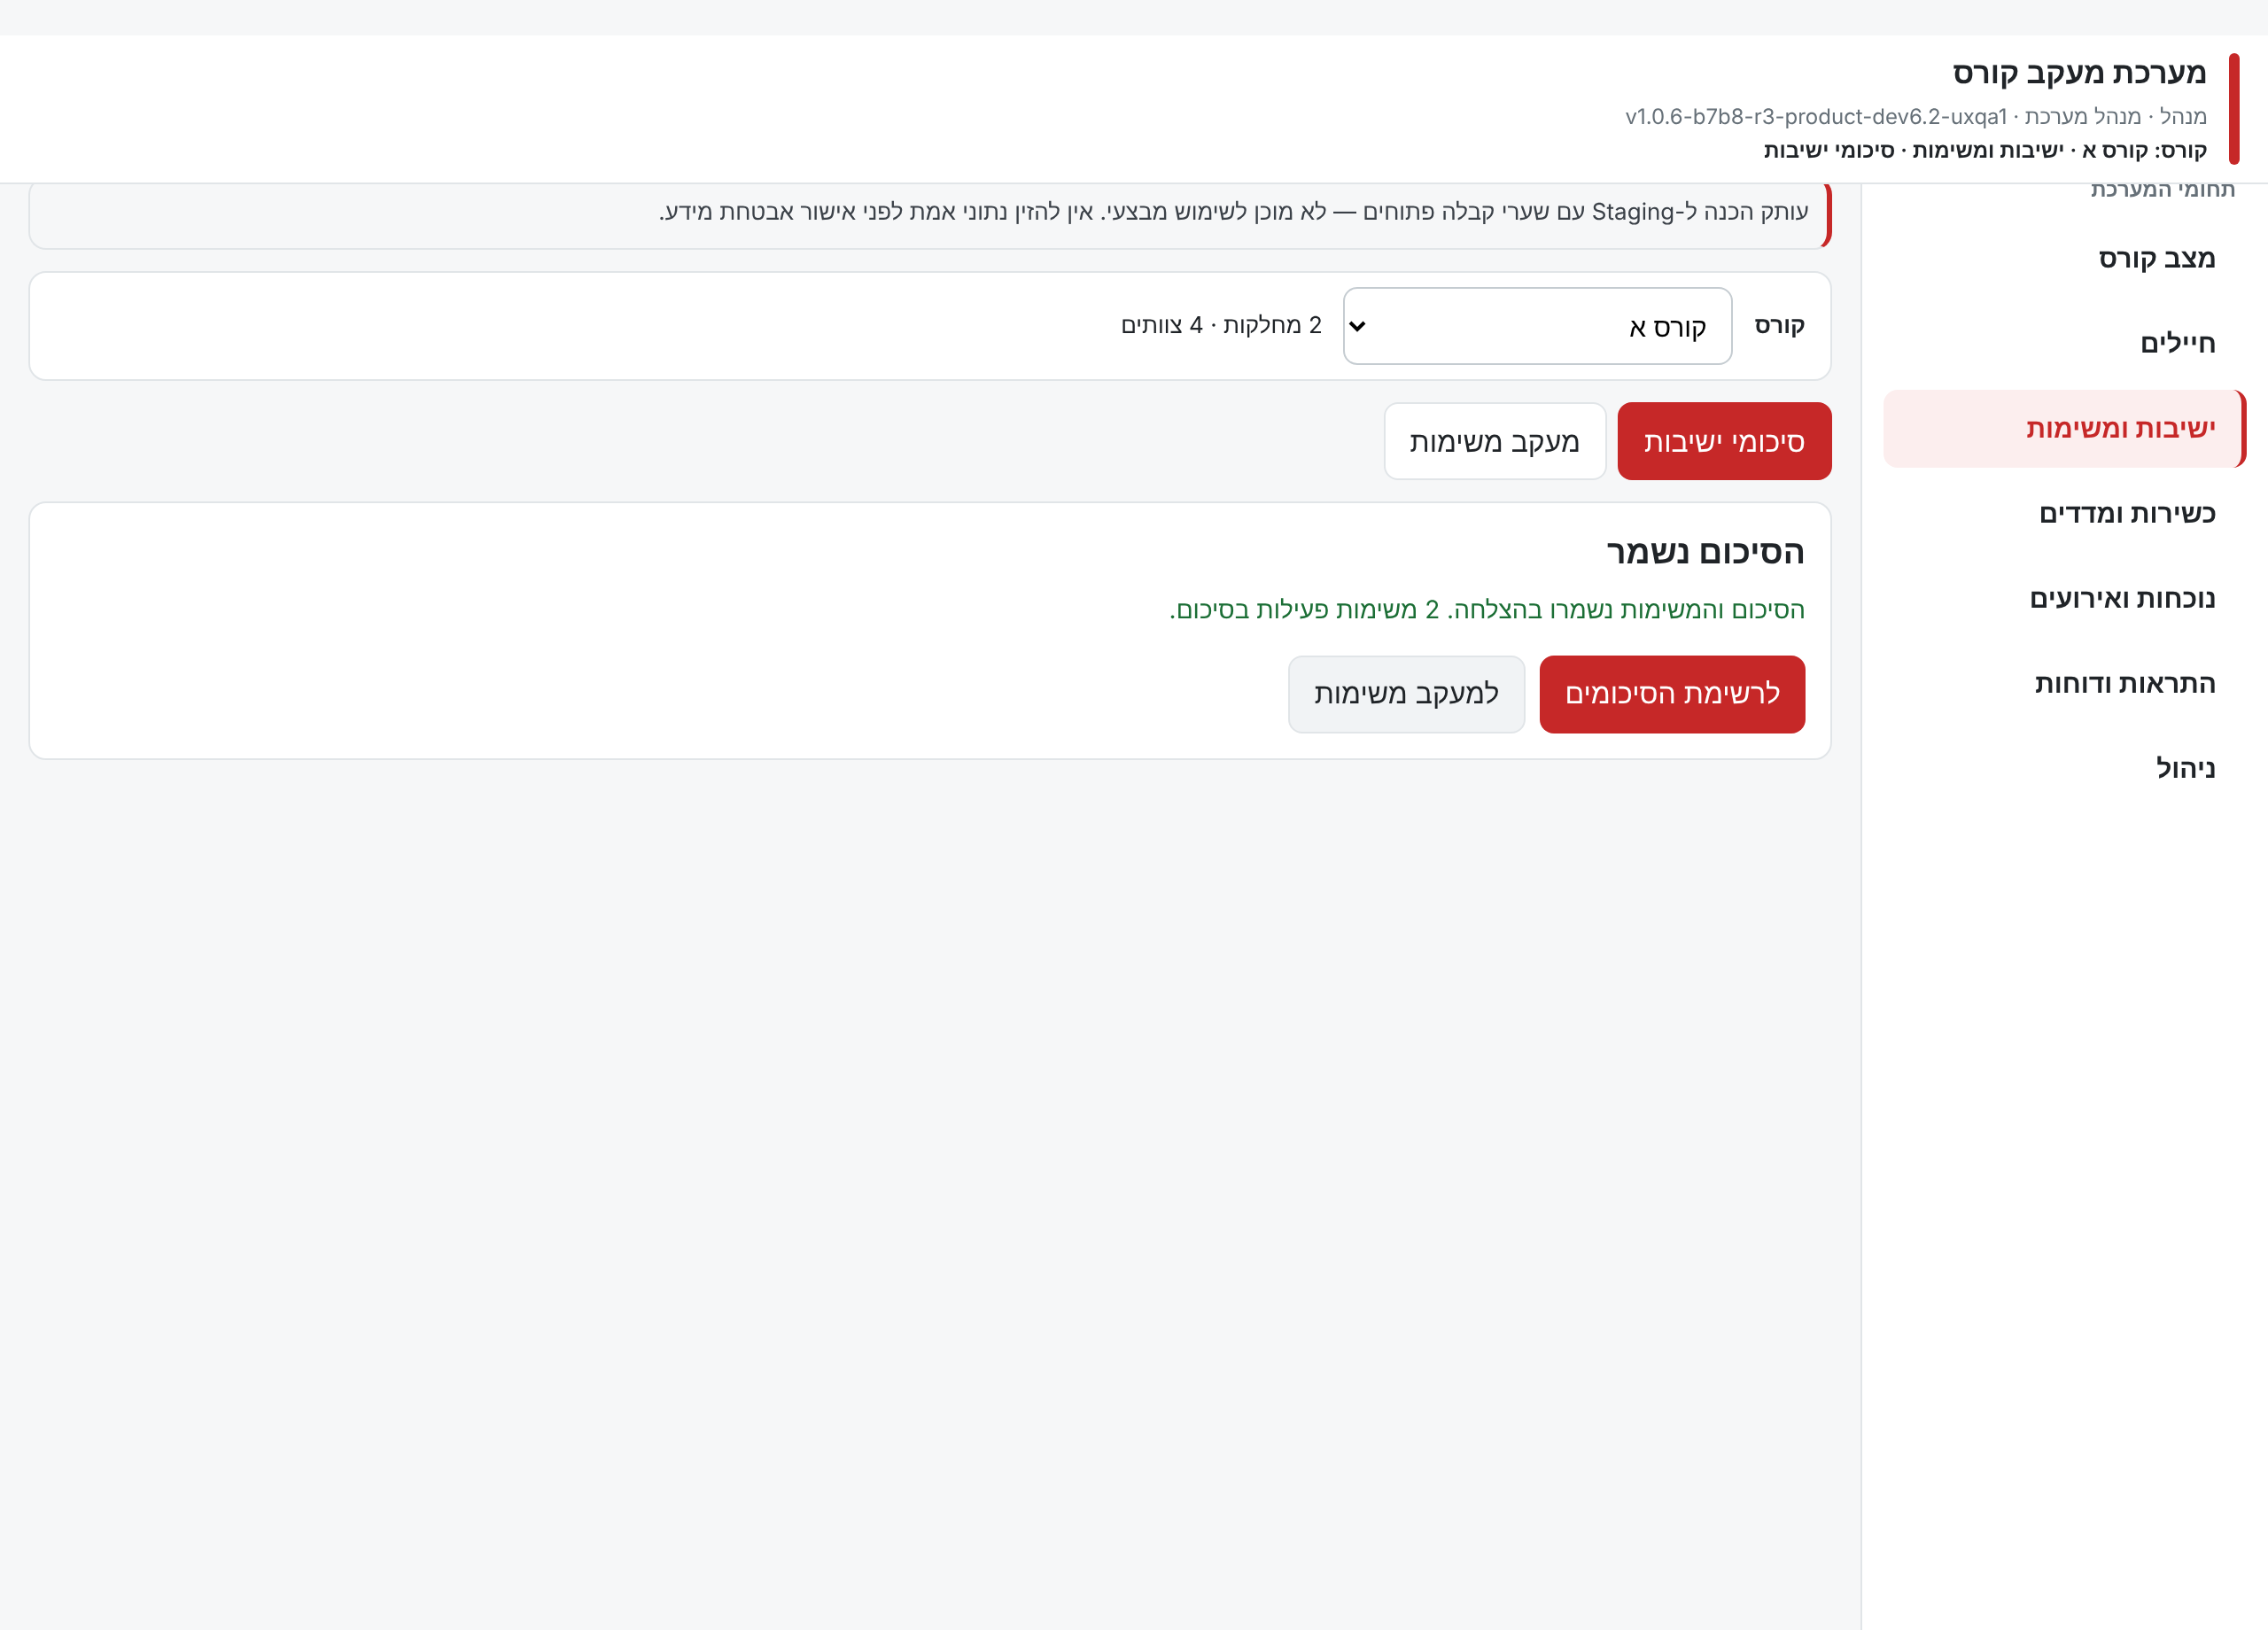 מערכת מעקב קורס
מנהל · מנהל מערכת · v1.0.6-b7b8-r3-product-dev6.2-uxqa1
קורס: קורס א · ישיבות ומשימות · סיכומי ישיבות
תחומי המערכת
מצב קורס
חיילים
ישיבות ומשימות
כשירות ומדדים
נוכחות ואירועים
התראות ודוחות
ניהול
עותק הכנה ל-Staging עם שערי קבלה פתוחים — לא מוכן לשימוש מבצעי. אין להזין נתוני אמת לפני אישור אבטחת מידע.
קורס קורס א 2 מחלקות · 4 צוותים
סיכומי ישיבות מעקב משימות
הסיכום נשמר
הסיכום והמשימות נשמרו בהצלחה. 2 משימות פעילות בסיכום.
לרשימת הסיכומים למעקב משימות